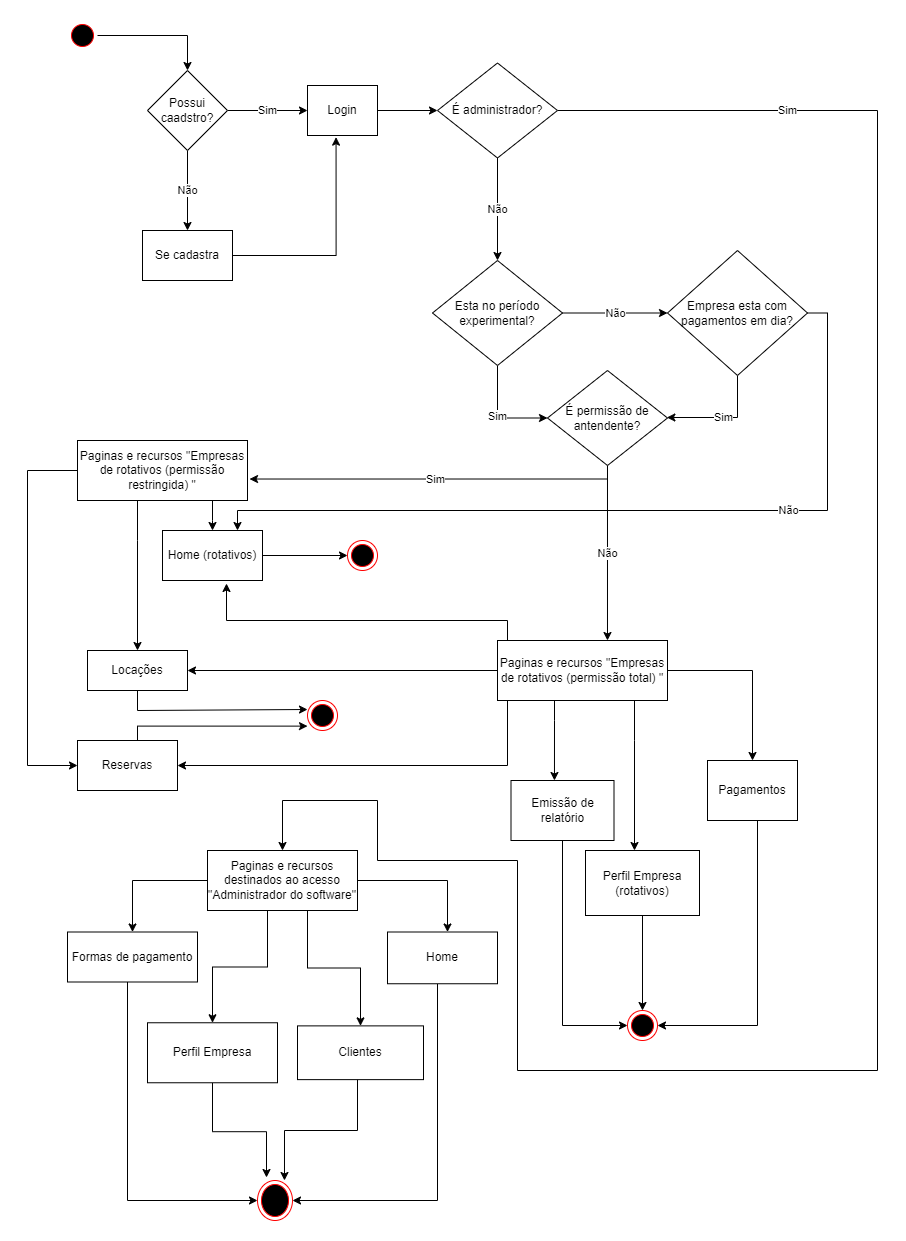 Possui
caadstro?
Sim
Login
É administrador?
Sim
Não
Não
Se cadastra
Esta no período
experimental?
Não
Empresa esta com
pagamentos em dia?
Sim
É permissão de
antendente?
Sim
Paginas e recursos "Empresas
de rotativos (permissão
restringida) "
Sim
Não
Home (rotativos)
Não
Locações
Paginas e recursos "Empresas
de rotativos (permissão total) "
Reservas
Emissão de
relatório
Pagamentos
Paginas e recursos
destinados ao acesso
"Administrador do software"
Perfil Empresa
(rotativos)
Formas de pagamento
Home
Perfil Empresa
Clientes